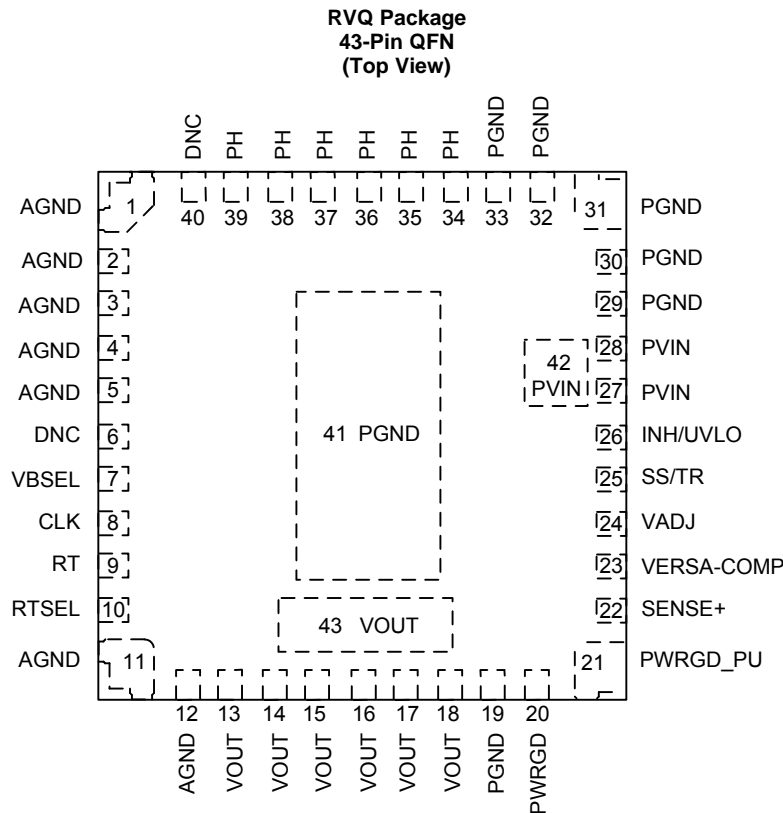 RVQ Package
43-Pin QFN
(Top View)
DNC
PH
PH
PH
PH
PH
PH
PGND
PGND
40
39
38
37
36
35
34
33
32
AGND 1
31 PGND
AGND 2
30 PGND
AGND 3
29 PGND
AGND 4
28 PVIN
42
PVIN
AGND 5
27 PVIN
DNC 6
41 PGND
26 INH/UVLO
VBSEL 7
25 SS/TR
CLK 8
24 VADJ
RT 9
23 VERSA-COMP
RTSEL 10
22 SENSE+
43 VOUT
AGND 11
21 PWRGD_PU
12
13
14
15
16
17
18
19
20
AGND
VOUT
VOUT
VOUT
VOUT
VOUT
VOUT
PGND
PWRGD